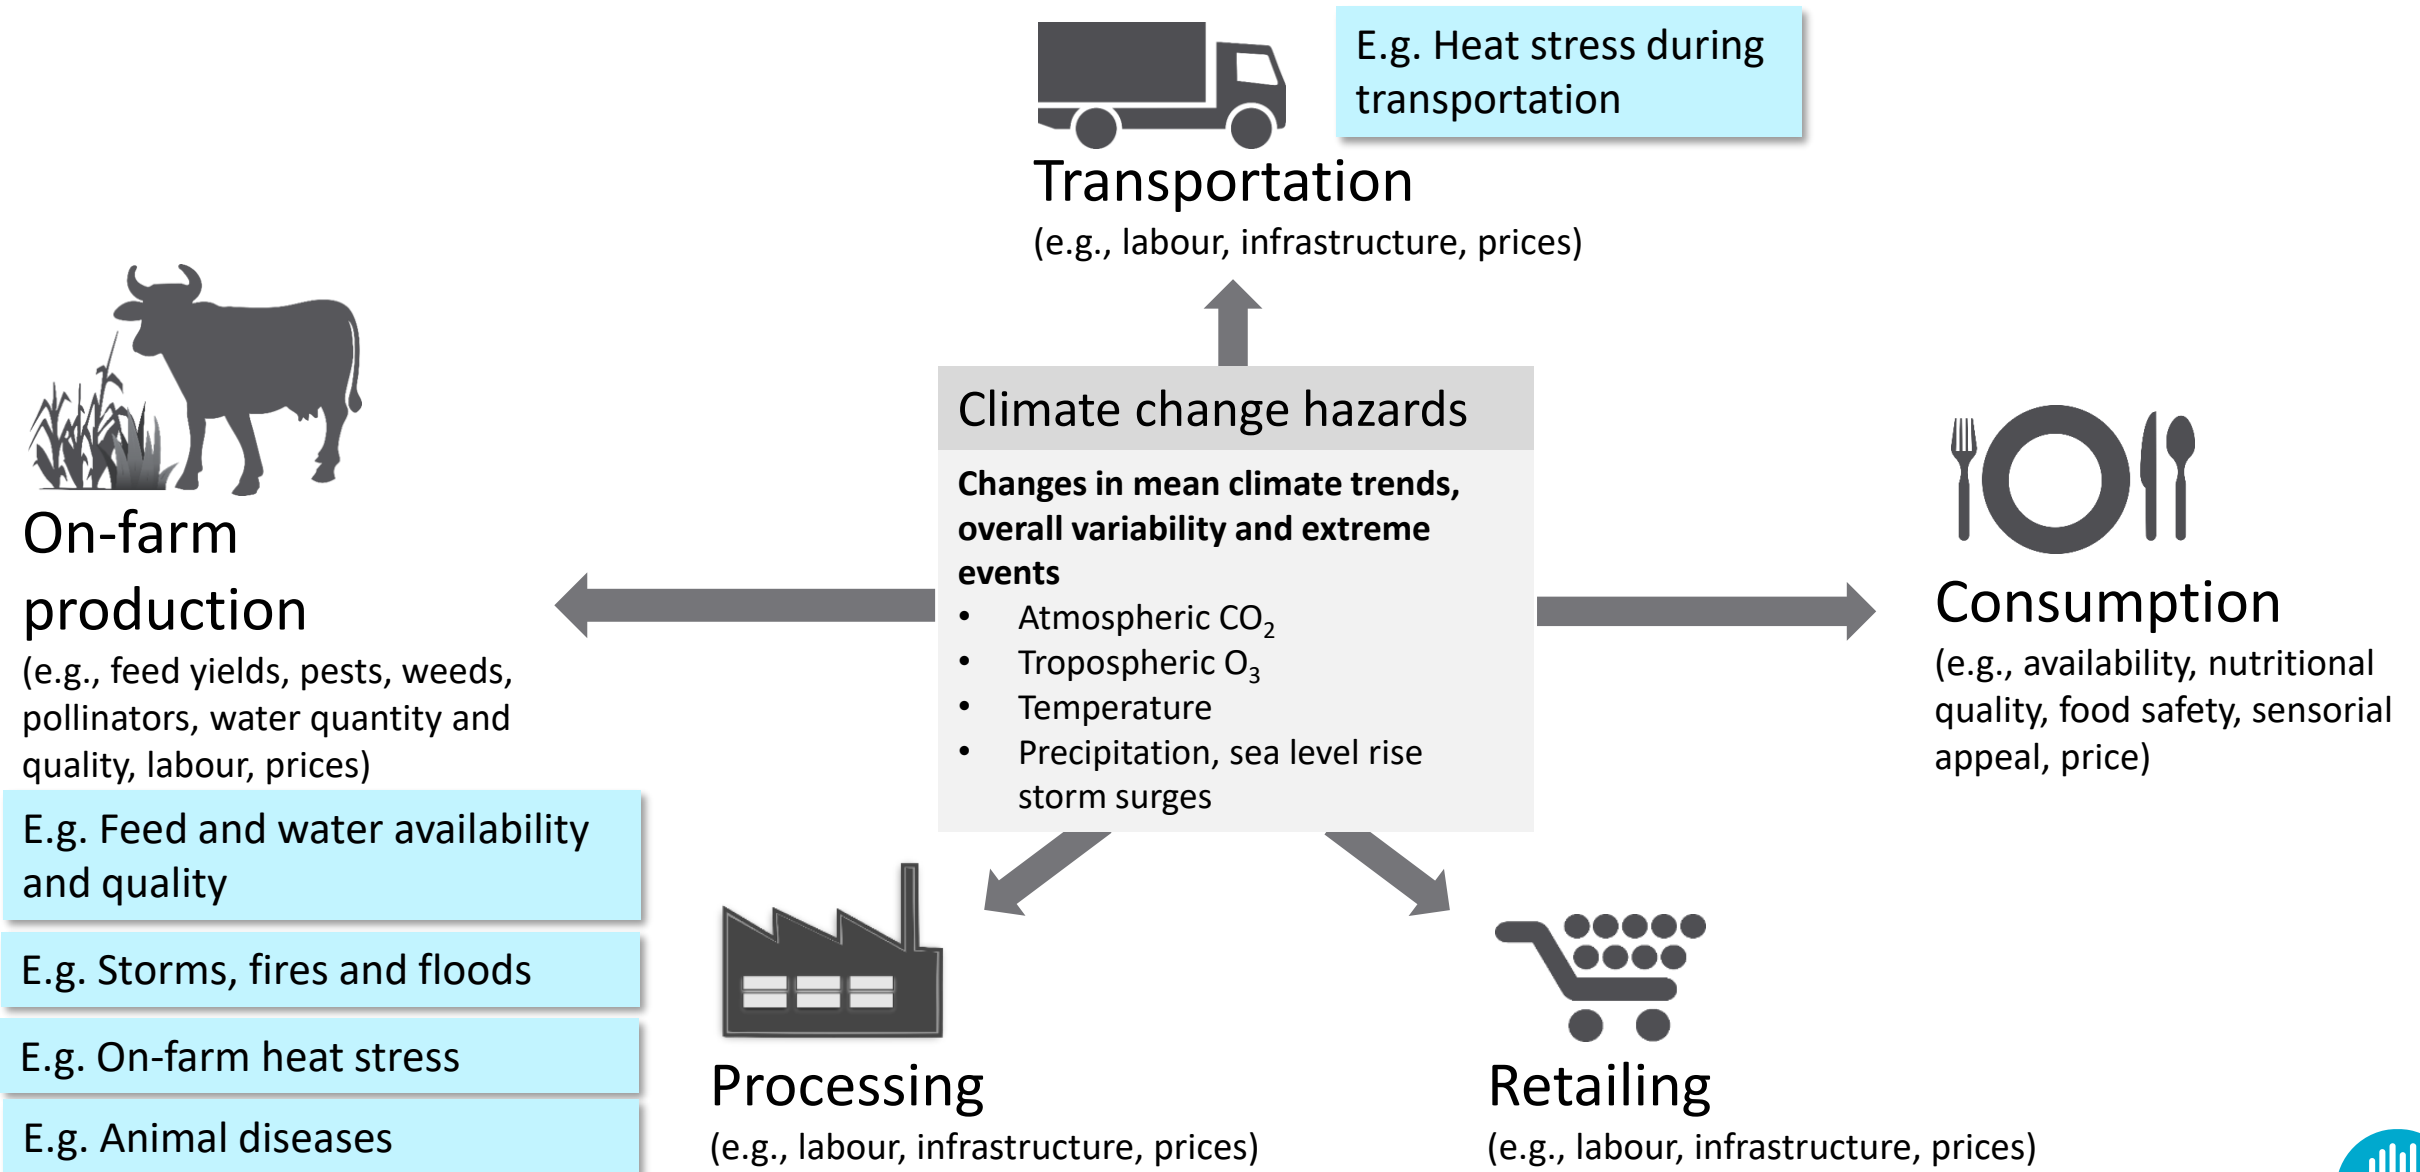 E.g. Heat stress during
transportation
Transportation
(e.g., labour, infrastructure, prices)
On-farm
production
(e.g., feed yields, pests, weeds,
pollinators, water quantity and
quality, labour, prices)
E.g. Feed and water availability
and quality
E.g. Storms, fires and floods
E.g. On-farm heat stress
E.g. Animal diseases
Climate change hazards
Changes in mean climate trends,
overall variability and extreme
events
• Atmospheric CO₂
• Tropospheric O₃
• Temperature
• Precipitation, sea level rise
storm surges
Consumption
(e.g., availability, nutritional
quality, food safety, sensorial
appeal, price)
Processing
(e.g., labour, infrastructure, prices)
Retailing
(e.g., labour, infrastructure, prices)